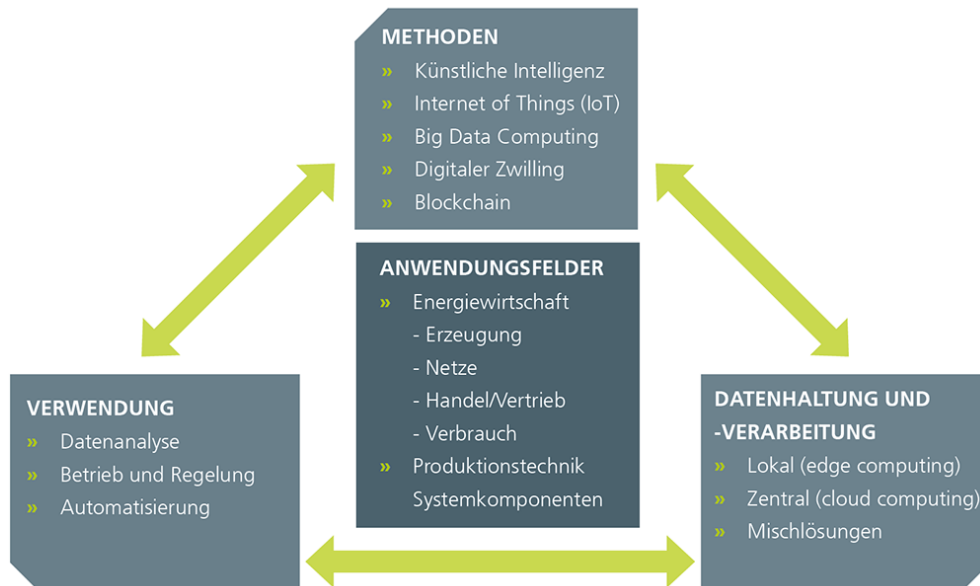 METHODEN
» Künstliche Intelligenz
» Internet of Things (IoT)
» Big Data Computing
» Digitaler Zwilling
» Blockchain
ANWENDUNGSFELDER
» Energiewirtschaft
- Erzeugung
- Netze
- Handel/Vertrieb
- Verbrauch
» Produktionstechnik
Systemkomponenten
VERWENDUNG
» Datenanalyse
» Betrieb und Regelung
» Automatisierung
DATENHALTUNG UND
-VERARBEITUNG
» Lokal (edge computing)
» Zentral (cloud computing)
» Mischlösungen